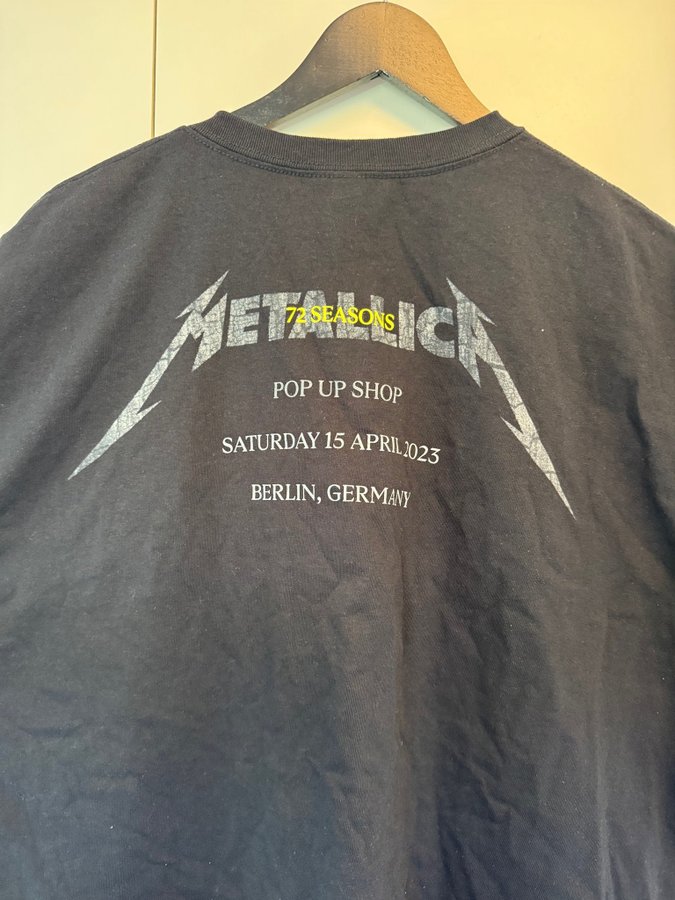 METALLICA
72 SEASONS
POP UP SHOP
SATURDAY 15 APRIL 2023
BERLIN, GERMANY